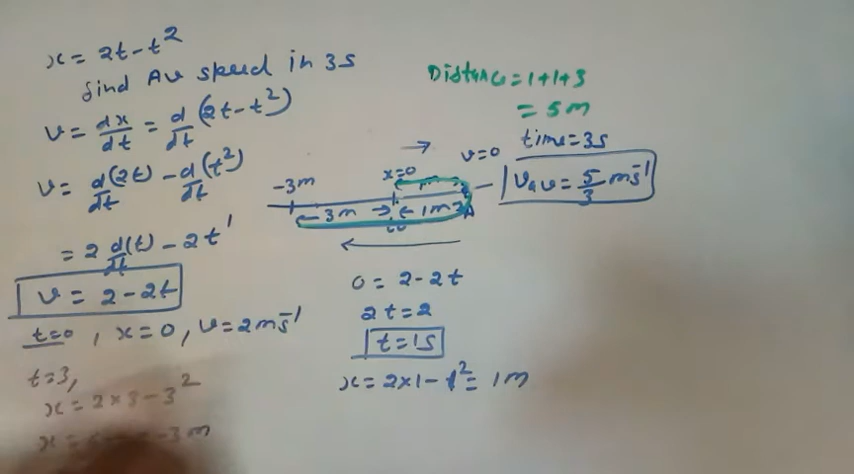 x = 2t - t²
find Av speed in 3s
v = dx/dt = d/dt (2t - t²)
v = d(2t)/dt - d(t²)/dt
= 2 d(t)/dt - 2t¹
v = 2 - 2t
t=0, x=0, v=2ms⁻¹
t=3,
x = 2×3 - 3²
-3m
Distance = 1+1+3
= 5m
time=3s
Vav = 5/3 ms⁻¹
v=0
x=0
-3m
3m
1m
0 = 2-2t
2t=2
t=1s
x = 2×1 - 1² = 1m